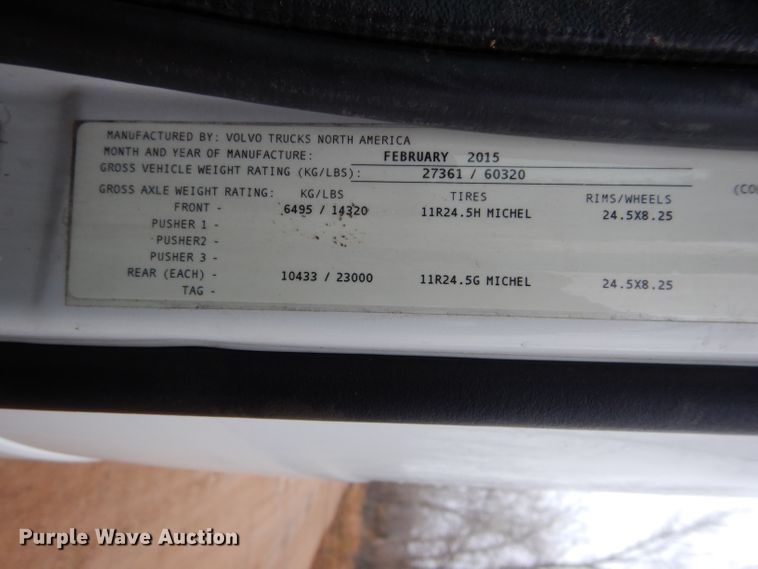 MANUFACTURED BY: VOLVO TRUCKS NORTH AMERICA
MONTH AND YEAR OF MANUFACTURE: FEBRUARY 2015
GROSS VEHICLE WEIGHT RATING (KG/LBS): 27361 / 60320
GROSS AXLE WEIGHT RATING: KG/LBS TIRES RIMS/WHEELS
FRONT - 6495 / 14320 11R24.5H MICHEL 24.5X8.25
PUSHER 1 -
PUSHER2 -
PUSHER 3 -
REAR (EACH) - 10433 / 23000 11R24.5G MICHEL 24.5X8.25
TAG -
Purple Wave Auction